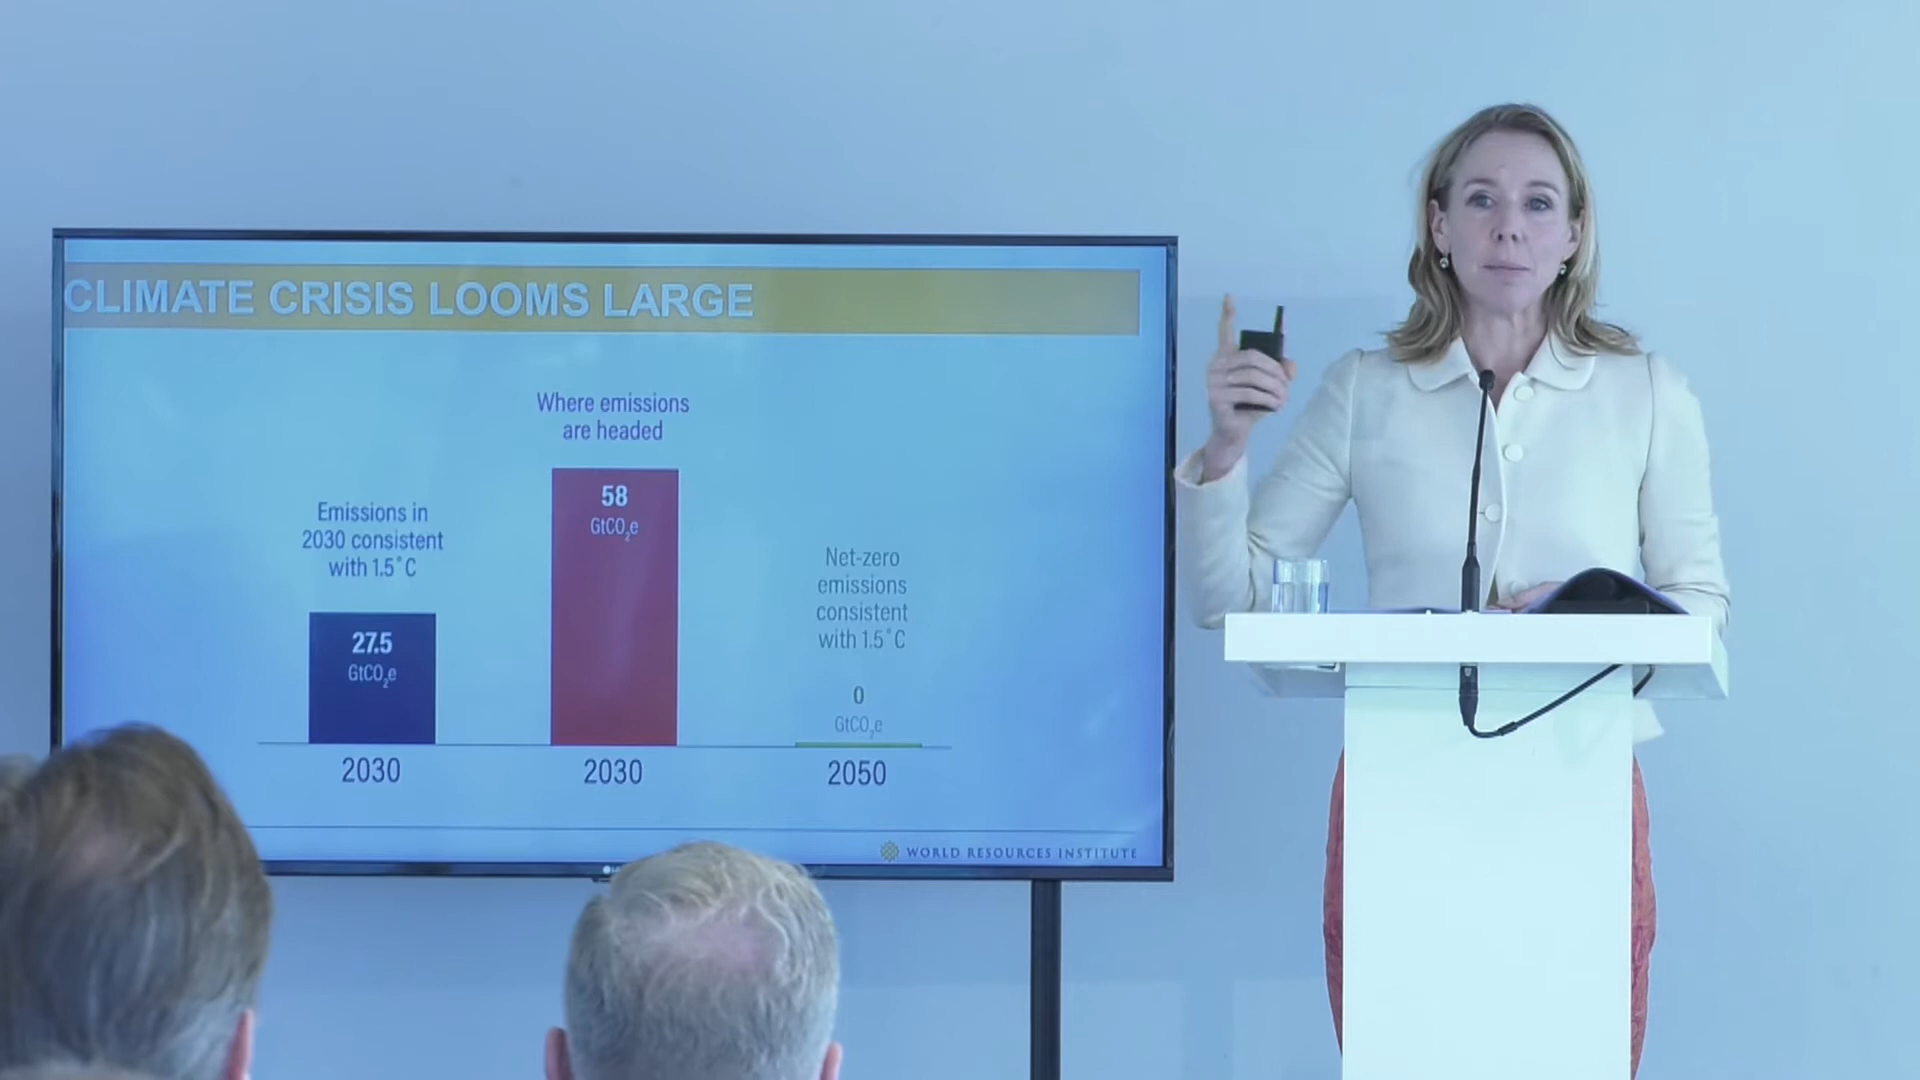 CLIMATE CRISIS LOOMS LARGE
Where emissions
are headed
58
GtCO₂e
Emissions in
2030 consistent
with 1.5°C
27.5
GtCO₂e
Net-zero
emissions
consistent
with 1.5°C
0
GtCO₂e
2030
2030
2050
WORLD RESOURCES INSTITUTE